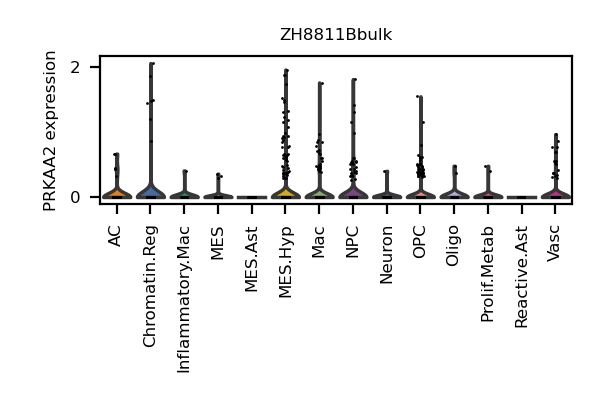 ZH8811Bbulk
PRKAA2 expression
2
0
AC
Chromatin.Reg
Inflammatory.Mac
MES
MES.Ast
MES.Hyp
Mac
NPC
Neuron
OPC
Oligo
Prolif.Metab
Reactive.Ast
Vasc